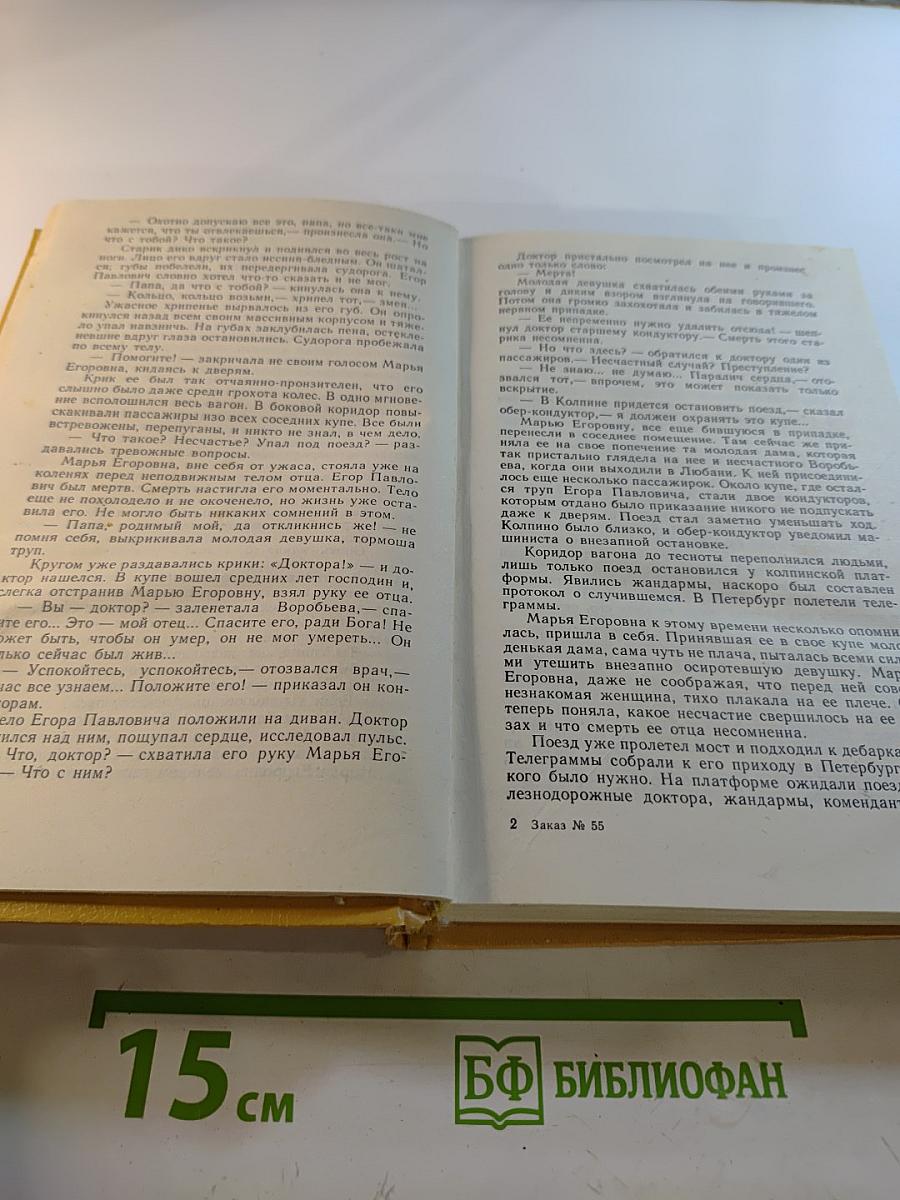 — Охотно допускаю все это, папа, но все-таки мне
кажется, что ты отвлекаешься,— произнесла она.— Но
что с тобой? Что такое?
Старик дико вскрикнул и поднялся во весь рост на
ноги. Лицо его вдруг стало иссиня-бледным. Он шатал-
ся; губы побелели, их передергивала судорога. Егор
Павлович словно хотел что-то сказать и не мог.
— Папа, да что с тобой? — кинулась она к нему.
— Кольцо, кольцо возьми,— хрипел тот,— змея...
Ужасное хрипенье вырвалось из его губ. Он опро-
кинулся назад всем своим массивным корпусом и тяже-
ло упал навзничь. На губах заклубилась пена, остекле-
невшие вдруг глаза остановились. Судорога пробежала
по всему телу.
— Помогите! — закричала не своим голосом Марья
Егоровна, кидаясь к дверям.
Крик ее был так отчаянно-пронзителен, что его
слышно было даже среди грохота колес. В одно мгнове-
ние всполошился весь вагон. В боковой коридор повы-
скакивали пассажиры изо всех соседних купе. Все были
встревожены, перепуганы, и никто не знал, в чем дело.
— Что такое? Несчастье? Упал под поезд? — раз-
давались тревожные вопросы.
Марья Егоровна, вне себя от ужаса, стояла уже на
коленях перед неподвижным телом отца. Егор Павло-
вич был мертв. Смерть настигла его моментально. Тело
еще не похолодело и не окоченело, но жизнь уже оста-
вила его. Не могло быть никаких сомнений в этом.
— Папа, родимый мой, да откликнись же! — не
помня себя, выкрикивала молодая девушка, тормоша
труп.
Кругом уже раздавались крики: «Доктора!» — и до-
ктор нашелся. В купе вошел средних лет господин и,
слегка отстранив Марью Егоровну, взял руку ее отца.
— Вы — доктор? — залепетала Воробьева,— спа-
ите его... Это — мой отец... Спасите его, ради Бога! Не
ожет быть, чтобы он умер, он не мог умереть... Он
лько сейчас был жив...
— Успокойтесь, успокойтесь,— отозвался врач,—
час все узнаем... Положите его! — приказал он кон-
орам.
ело Егора Павловича положили на диван. Доктор
ился над ним, пощупал сердце, исследовал пульс.
Что, доктор? — схватила его руку Марья Его-
— Что с ним?
Доктор пристально посмотрел на нее и произнес
одно только слово:
— Мертв!
Молодая девушка схватилась обеими руками за
голову и диким взором взглянула на говорившего.
Потом она громко захохотала и забилась в тяжелом
нервном припадке.
— Ее непременно нужно удалить отсюда! — шеп-
нул доктор старшему кондуктору.— Смерть этого ста-
рика несомненна.
— Но что здесь? — обратился к доктору один из
пассажиров.— Несчастный случай? Преступление?
— Не знаю... не думаю... Паралич сердца,— ото-
звался тот,— впрочем, это может показать только
вскрытие.
— В Колпине придется остановить поезд,— сказал
обер-кондуктор,— я должен охранять это купе...
Марью Егоровну, все еще бившуюся в припадке,
перенесли в соседнее помещение. Там сейчас же при-
няла ее на свое попечение та молодая дама, которая
так пристально глядела на нее и несчастного Воробь-
ева, когда они выходили в Любани. К ней присоедини-
лось еще несколько пассажирок. Около купе, где остал-
ся труп Егора Павловича, стали двое кондукторов,
которым отдано было приказание никого не подпускать
даже к дверям. Поезд стал заметно уменьшать ход.
Колпино было близко, и обер-кондуктор уведомил ма-
шиниста о внезапной остановке.
Коридор вагона до тесноты переполнился людьми,
лишь только поезд остановился у колпинской плат-
формы. Явились жандармы, наскоро был составлен
протокол о случившемся. В Петербург полетели теле-
граммы.
Марья Егоровна к этому времени несколько опомни
лась, пришла в себя. Принявшая ее в свое купе моло
денькая дама, сама чуть не плача, пыталась всеми сил
ми утешить внезапно осиротевшую девушку. Мар
Егоровна, даже не соображая, что перед ней сове
незнакомая женщина, тихо плакала на ее плече.
теперь поняла, какое несчастие свершилось на ее
зах и что смерть ее отца несомненна.
Поезд уже пролетел мост и подходил к дебарка
Телеграммы собрали к его приходу в Петербург
кого было нужно. На платформе ожидали поезд
лезнодорожные доктора, жандармы, комендант
2 Заказ № 55
15 см
БФ БИБЛИОФАН